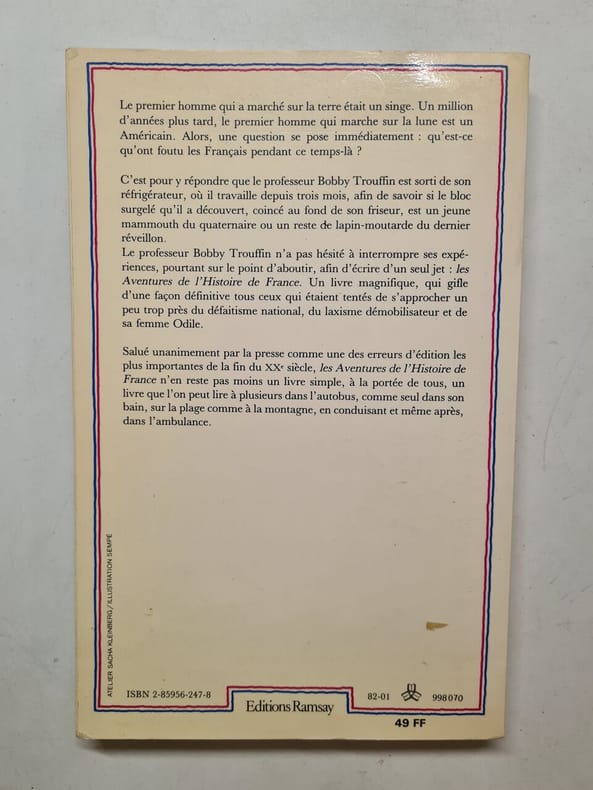 Le premier homme qui a marché sur la terre était un singe. Un million
d'années plus tard, le premier homme qui marche sur la lune est un
Américain. Alors, une question se pose immédiatement : qu'est-ce
qu'ont foutu les Français pendant ce temps-là ?
C'est pour y répondre que le professeur Bobby Trouffin est sorti de son
réfrigérateur, où il travaille depuis trois mois, afin de savoir si le bloc
surgelé qu'il a découvert, coincé au fond de son friseur, est un jeune
mammouth du quaternaire ou un reste de lapin-moutarde du dernier
réveillon.
Le professeur Bobby Trouffin n'a pas hésité à interrompre ses expé-
riences, pourtant sur le point d'aboutir, afin d'écrire d'un seul jet : les
Aventures de l'Histoire de France. Un livre magnifique, qui gifle
d'une façon définitive tous ceux qui étaient tentés de s'approcher un
peu trop près du défaitisme national, du laxisme démobilisateur et de
sa femme Odile.
Salué unanimement par la presse comme une des erreurs d'édition les
plus importantes de la fin du XXe siècle, les Aventures de l'Histoire de
France n'en reste pas moins un livre simple, à la portée de tous, un
livre que l'on peut lire à plusieurs dans l'autobus, comme seul dans son
bain, sur la plage comme à la montagne, en conduisant et même après,
dans l'ambulance.
ATELIER SACHA KLEINBERG/ILLUSTRATION SEMPÉ
ISBN 2-85956-247-8
Editions Ramsay
82-01
998070
49 FF